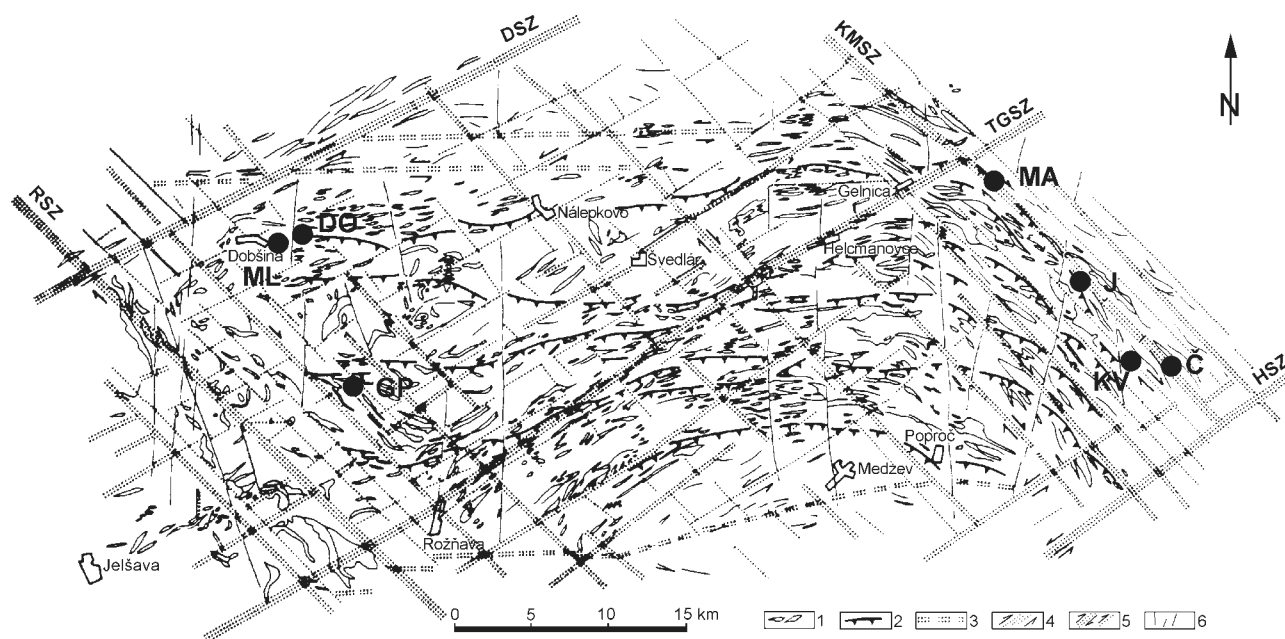 DSZ
KMSZ
N
TGSZ
MA
Gelnica
RSZ
Nálepkovo
DO
Dobšiná
ML
Helcmanovce
Švedlár
J
GP
KV
Č
HSZ
Poproč
Medzev
Rožňava
Jelšava
0 5 10 15 km
1 2 3 4 5 6